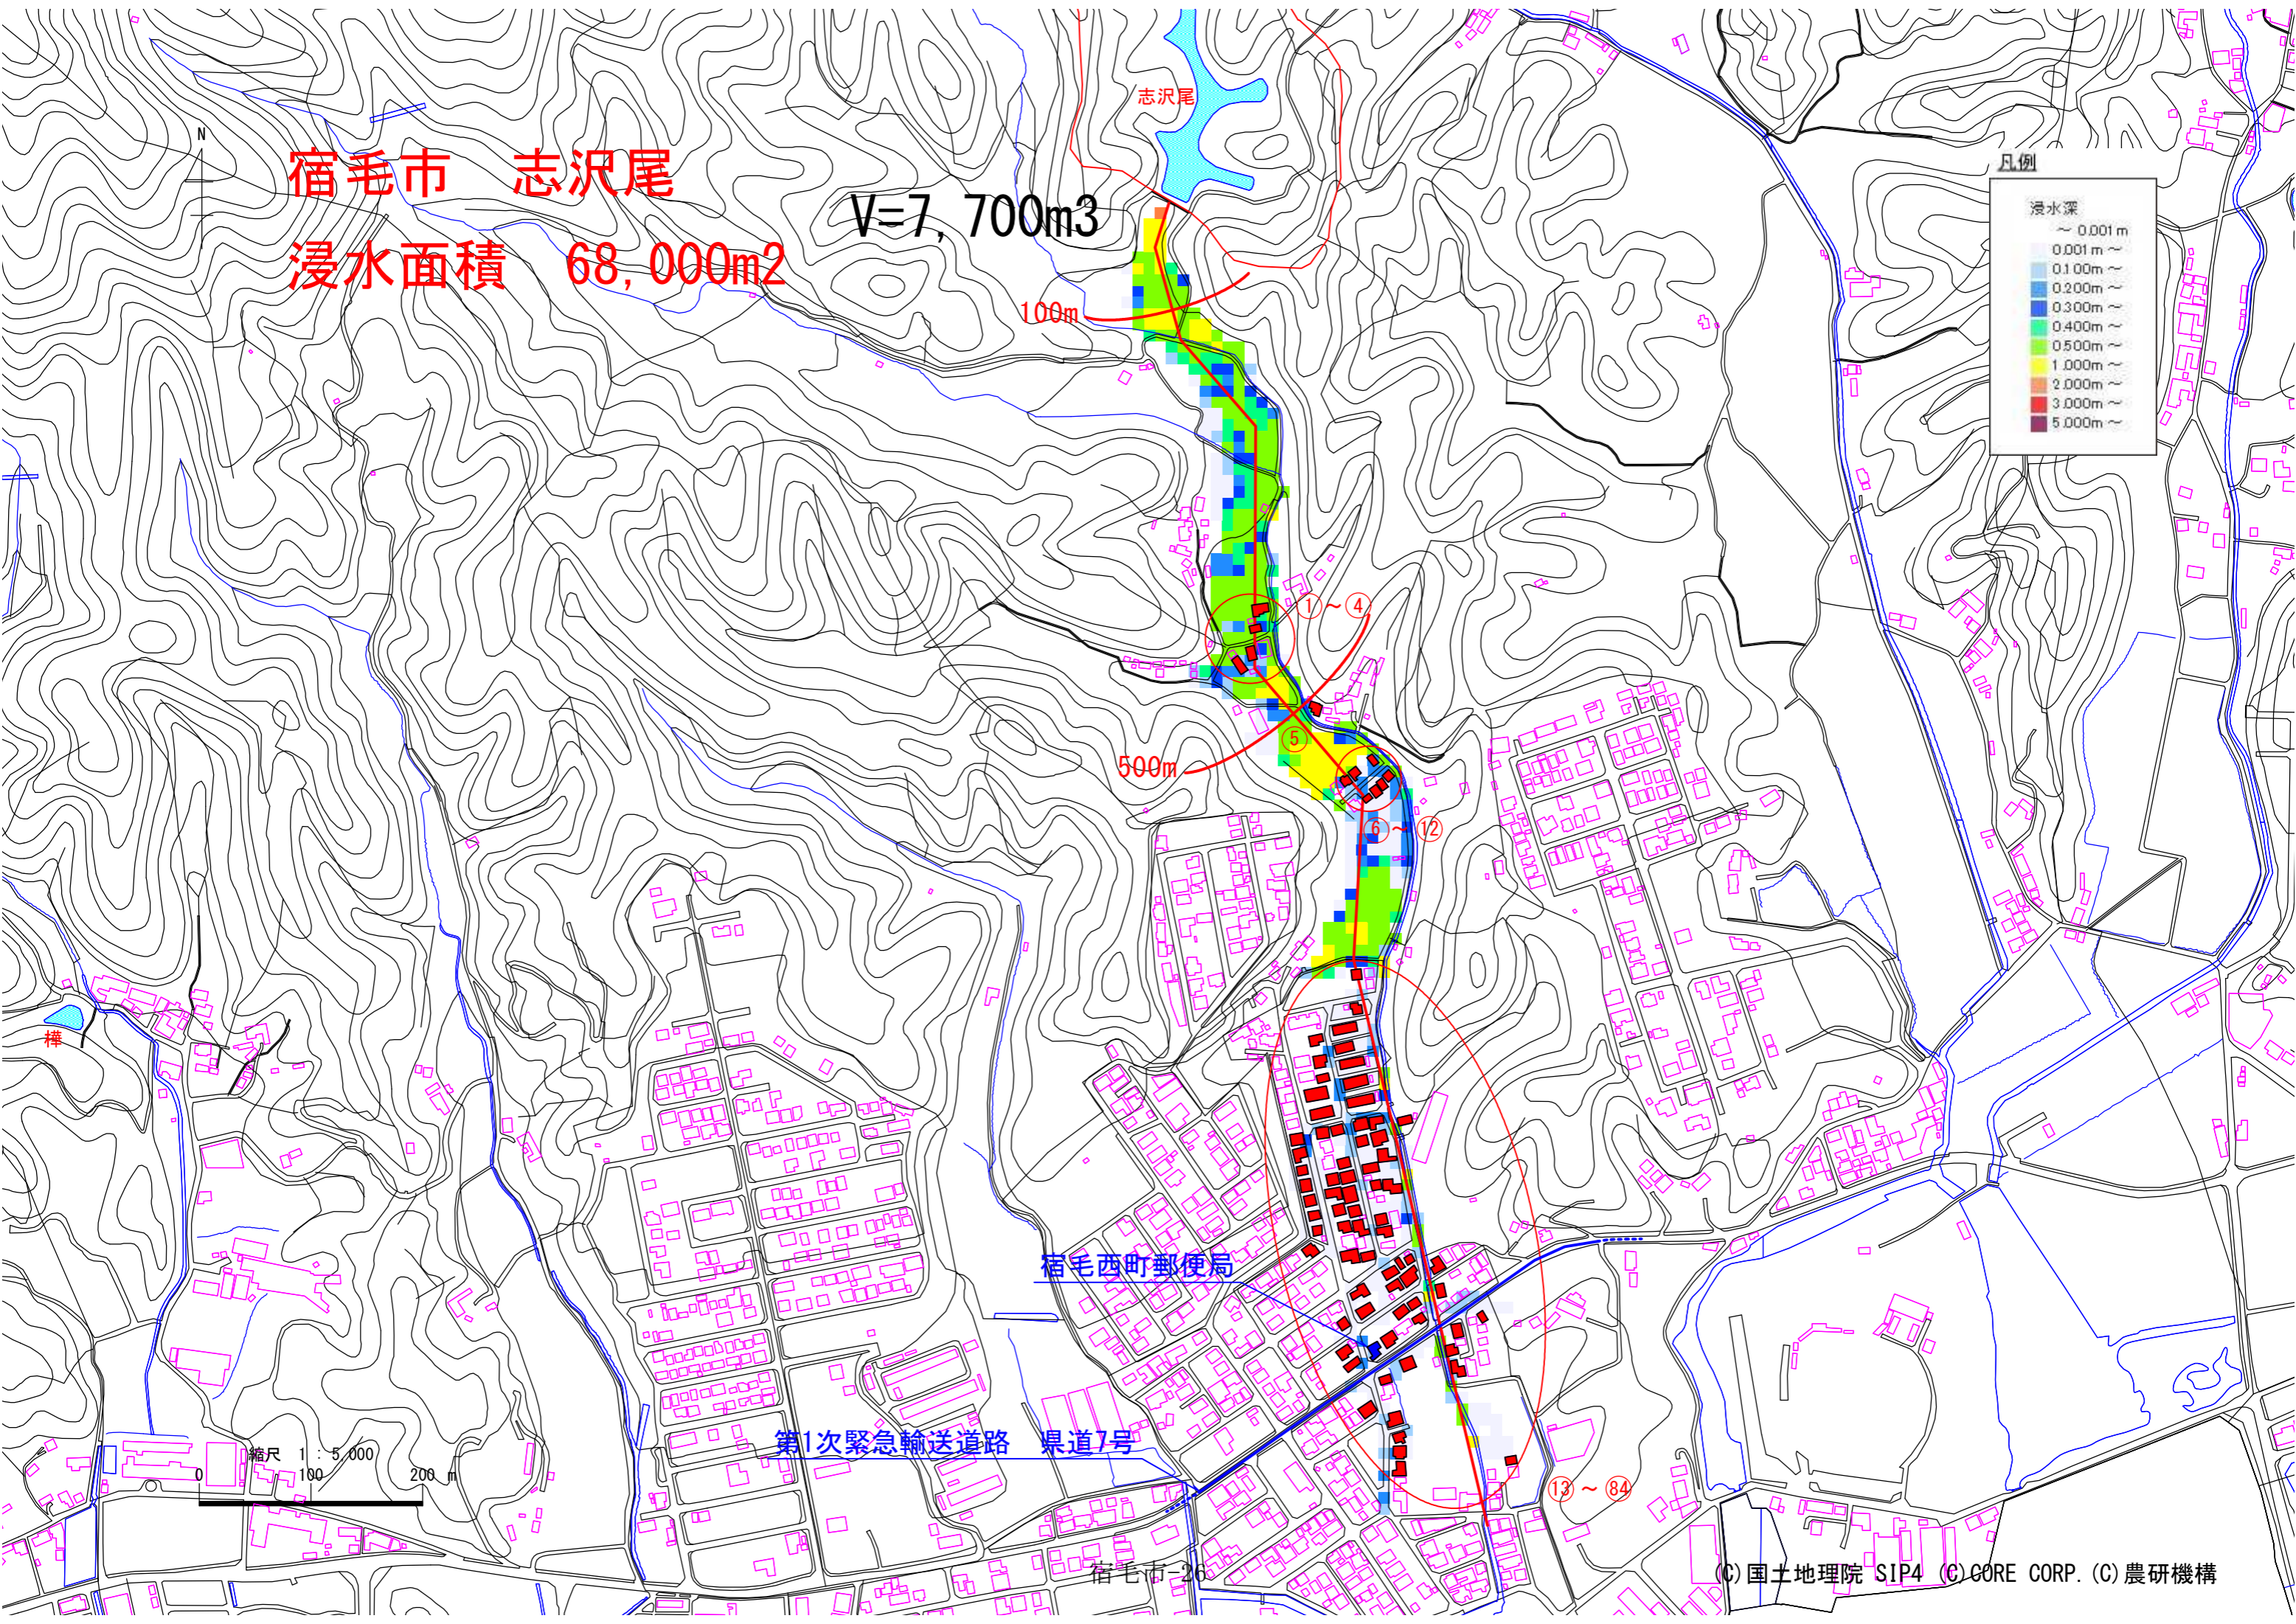 志沢尾
N
宿毛市　志沢尾
V=7,700m3
浸水面積　68,000m2
凡例
浸水深
～ 0.001 m
0.001 m ～
0.100m ～
0.200m ～
0.300m ～
0.400m ～
0.500m ～
1.000m ～
2.000m ～
3.000m ～
5.000m ～
100m
①～④
⑤
500m
⑥～⑫
樺
宿毛西町郵便局
第1次緊急輸送道路　県道7号
縮尺　1 : 5,000
0 100 200 m
⑬～84
宿毛市-26
(C)国土地理院 SIP4 (C)CORE CORP. (C)農研機構